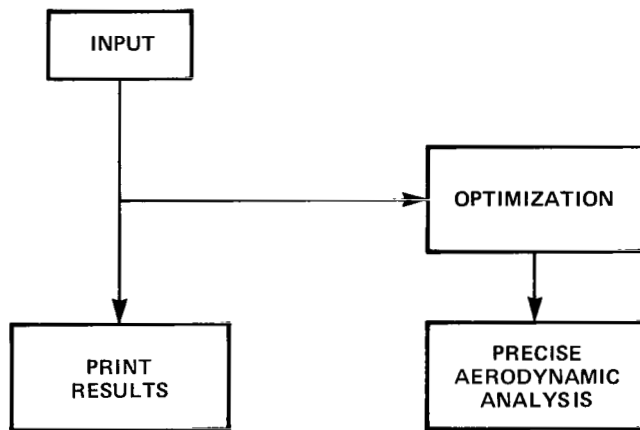 INPUT
OPTIMIZATION
PRINT
RESULTS
PRECISE
AERODYNAMIC
ANALYSIS